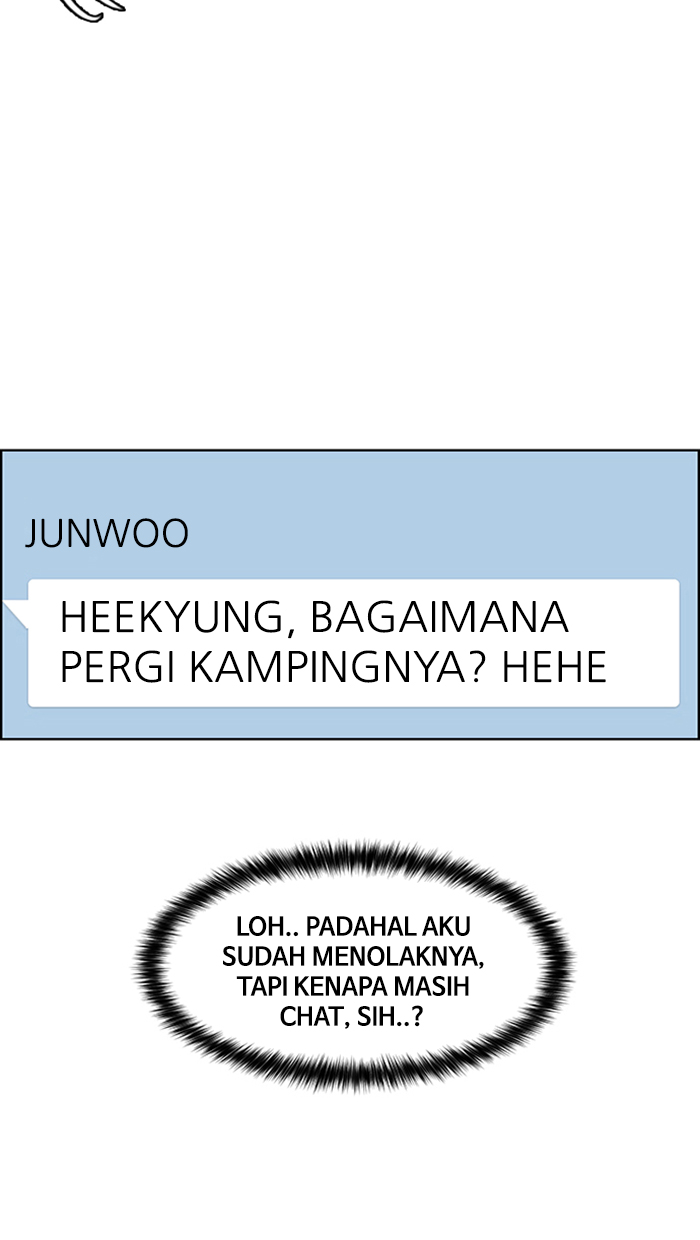 JUNWOO
HEEKYUNG, BAGAIMANA
PERGI KAMPINGNYA? HEHE
LOH.. PADAHAL AKU
SUDAH MENOLAKNYA,
TAPI KENAPA MASIH
CHAT, SIH..?